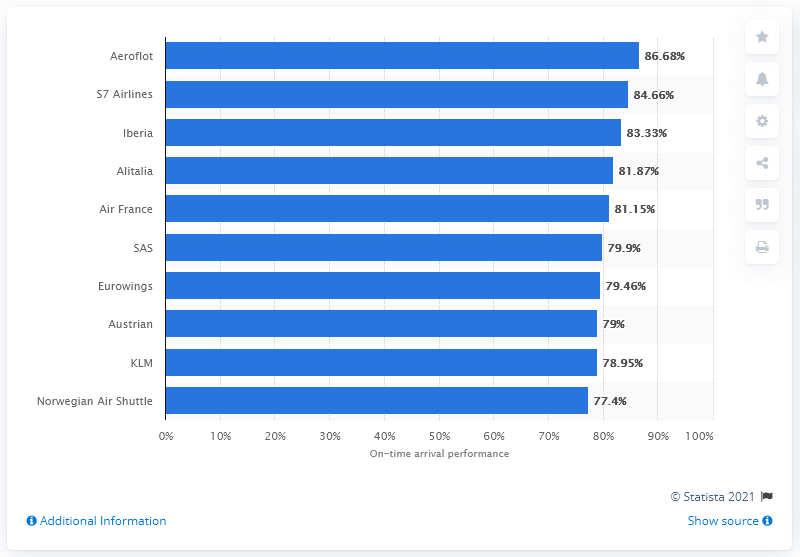 Aeroflot 86.68%
S7 Airlines 84.66%
Iberia 83.33%
Alitalia 81.87%
Air France 81.15%
SAS 79.9%
Eurowings 79.46%
Austrian 79%
KLM 78.95%
Norwegian Air Shuttle 77.4%
0% 10% 20% 30% 40% 50% 60% 70% 80% 90% 100%
On-time arrival performance
© Statista 2021
Additional Information Show source